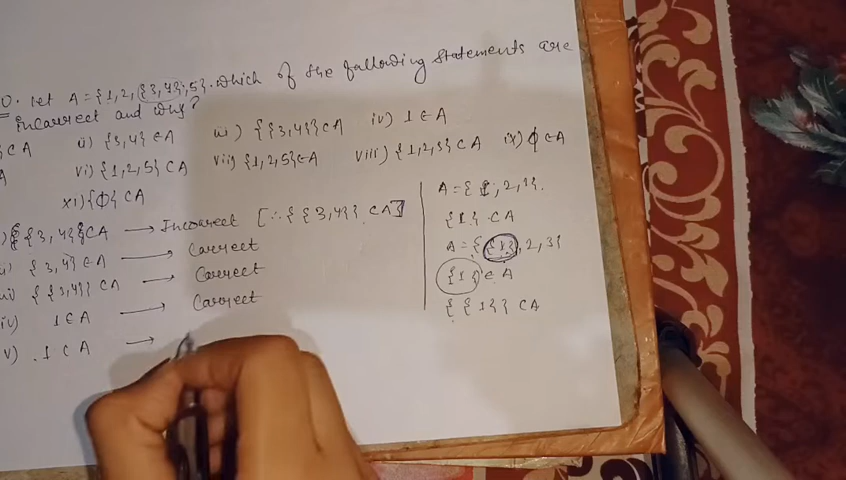 0. Let A = {1, 2, {3, 4}, 5}. Which of the following statements are
incorrect and why?
} ⊂ A ii) {3, 4} ∈ A iii) {{3, 4}} ⊂ A iv) 1 ∈ A
A vi) {1, 2, 5} ⊂ A vii) {1, 2, 5} ∈ A viii) {1, 2, 3} ⊂ A ix) ϕ ∈ A
xi) {ϕ} ⊂ A
) {3, 4} ⊂ A → Incorrect [∵ {{3, 4}} ⊂ A]
ii) {3, 4} ∈ A → Correct
iii) {{3, 4}} ⊂ A → Correct
iv) 1 ∈ A → Correct
v) 1 ⊂ A →
A = {1, 2, 3}.
{1} ⊂ A
A = {{1}, 2, 3}
{1} ∈ A
{{1}} ⊂ A